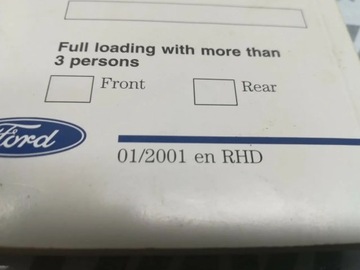 Full loading with more than
3 persons
Front Rear
Ford
01/2001 en RHD